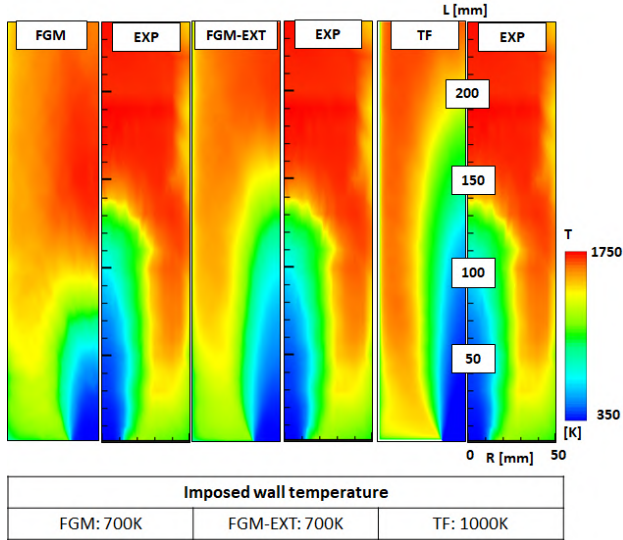 L [mm]
FGM EXP FGM-EXT EXP TF EXP
200
150
T
1750
100
50
350
[K]
0 R [mm] 50
Imposed wall temperature
FGM: 700K FGM-EXT: 700K TF: 1000K